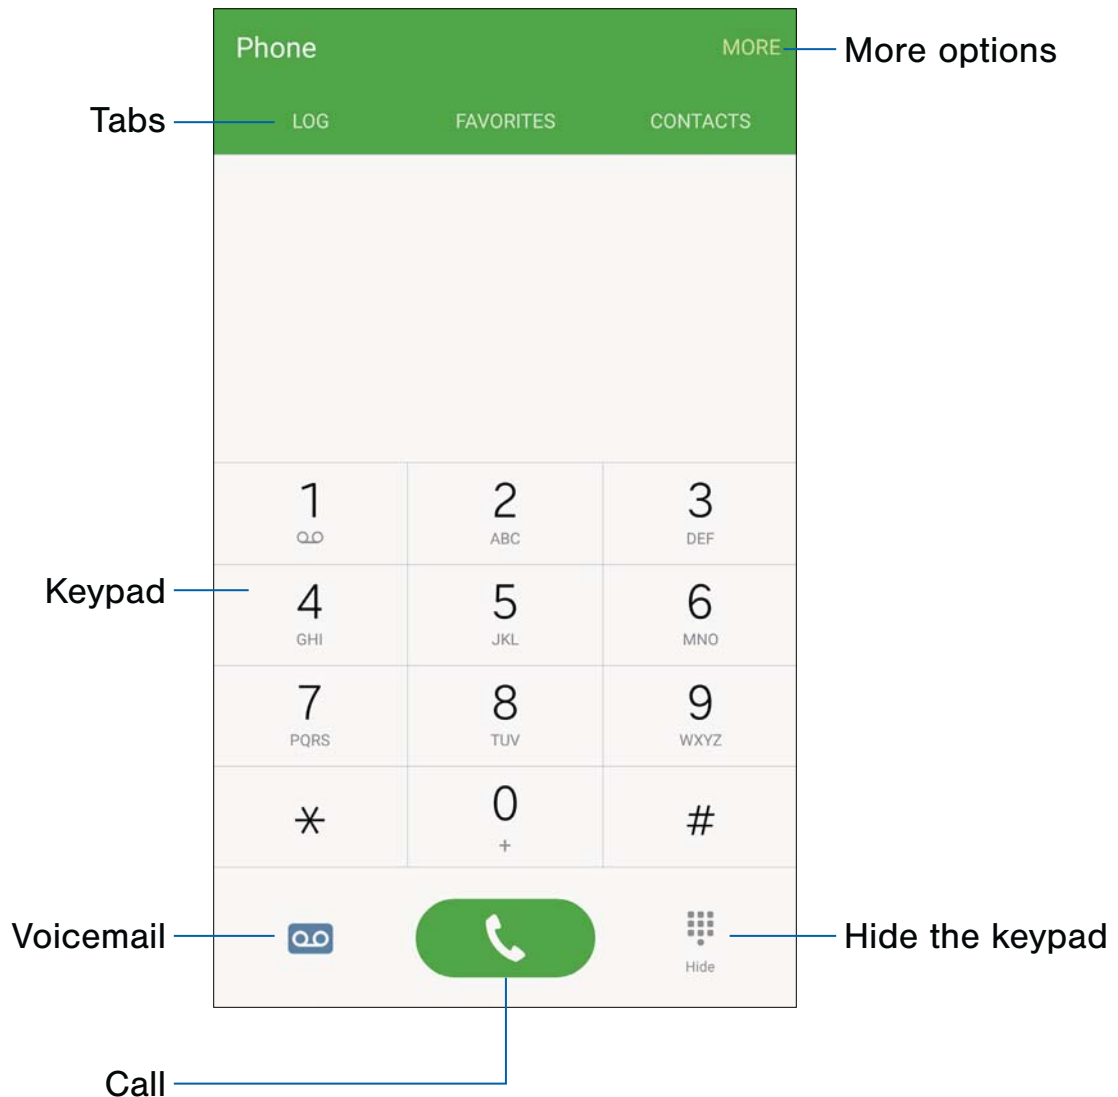 Phone MORE More options
Tabs LOG FAVORITES CONTACTS
1 2 3
ABC DEF
Keypad 4 5 6
GHI JKL MNO
7 8 9
PQRS TUV WXYZ
* 0 #
+
Voicemail Hide the keypad
Hide
Call